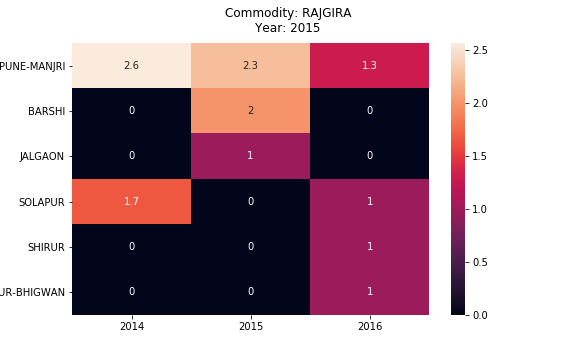 Commodity: RAJGIRA
Year: 2015
PUNE-MANJRI 2.6 2.3 1.3
BARSHI 0 2 0
JALGAON 0 1 0
SOLAPUR 1.7 0 1
SHIRUR 0 0 1
UR-BHIGWAN 0 0 1
2014 2015 2016
2.5
2.0
1.5
1.0
0.5
0.0